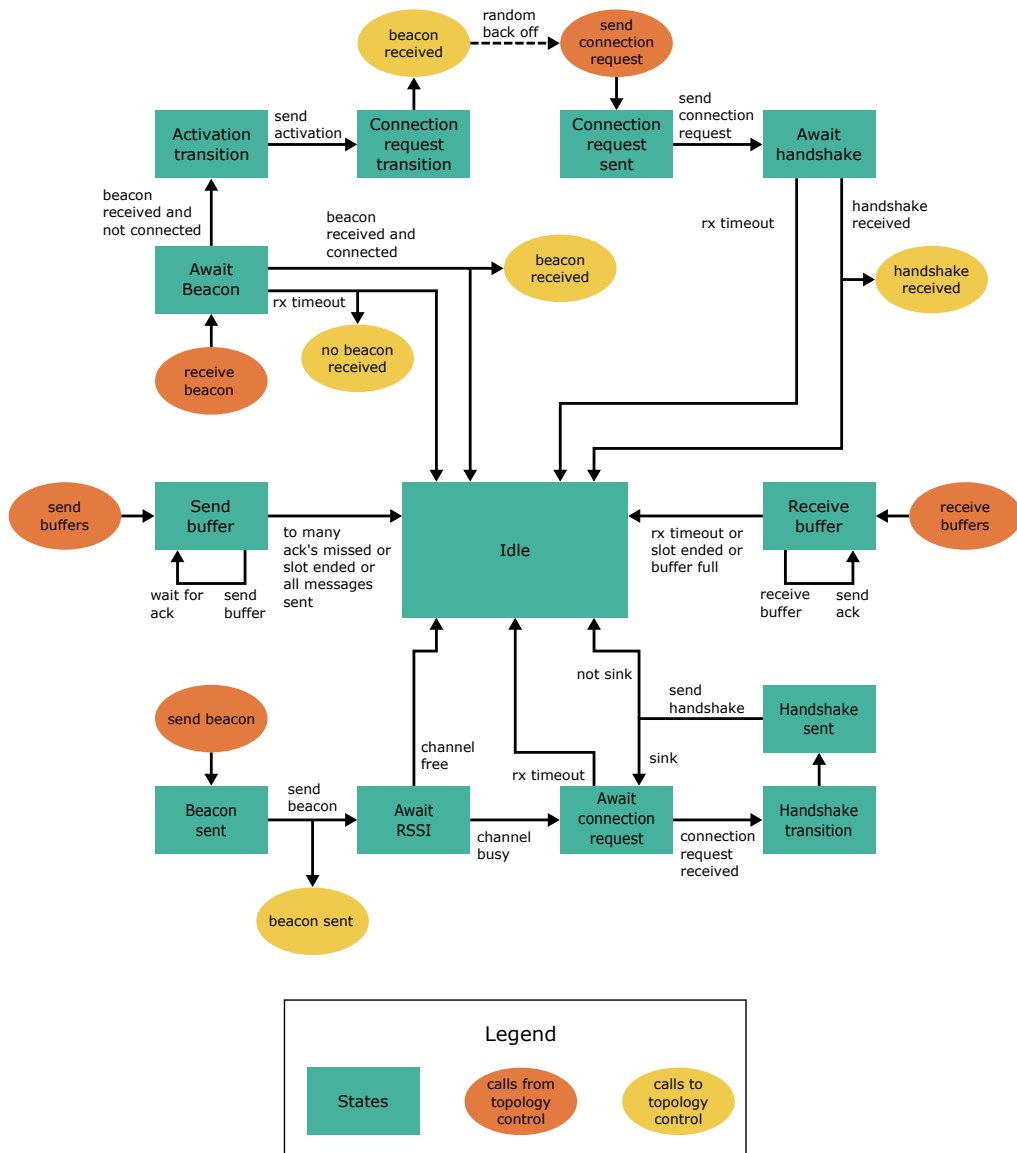 beacon
received
random
back off
send
connection
request
Activation
transition
send
activation
Connection
request
transition
Connection
request
sent
send
connection
request
Await
handshake
beacon
received and
not connected
beacon
received and
connected
rx timeout
handshake
received
Await
Beacon
rx timeout
beacon
received
handshake
received
no beacon
received
receive
beacon
send
buffers
Send
buffer
to many
ack's missed or
slot ended or
all messages
sent
wait for
ack
send
buffer
Idle
rx timeout or
slot ended or
buffer full
Receive
buffer
receive
buffers
receive
buffer
send
ack
send beacon
not sink
send
handshake
Handshake
sent
channel
free
rx timeout
sink
Beacon
sent
send
beacon
Await
RSSI
channel
busy
Await
connection
request
connection
request
received
Handshake
transition
beacon sent
Legend
States
calls from
topology
control
calls to
topology
control